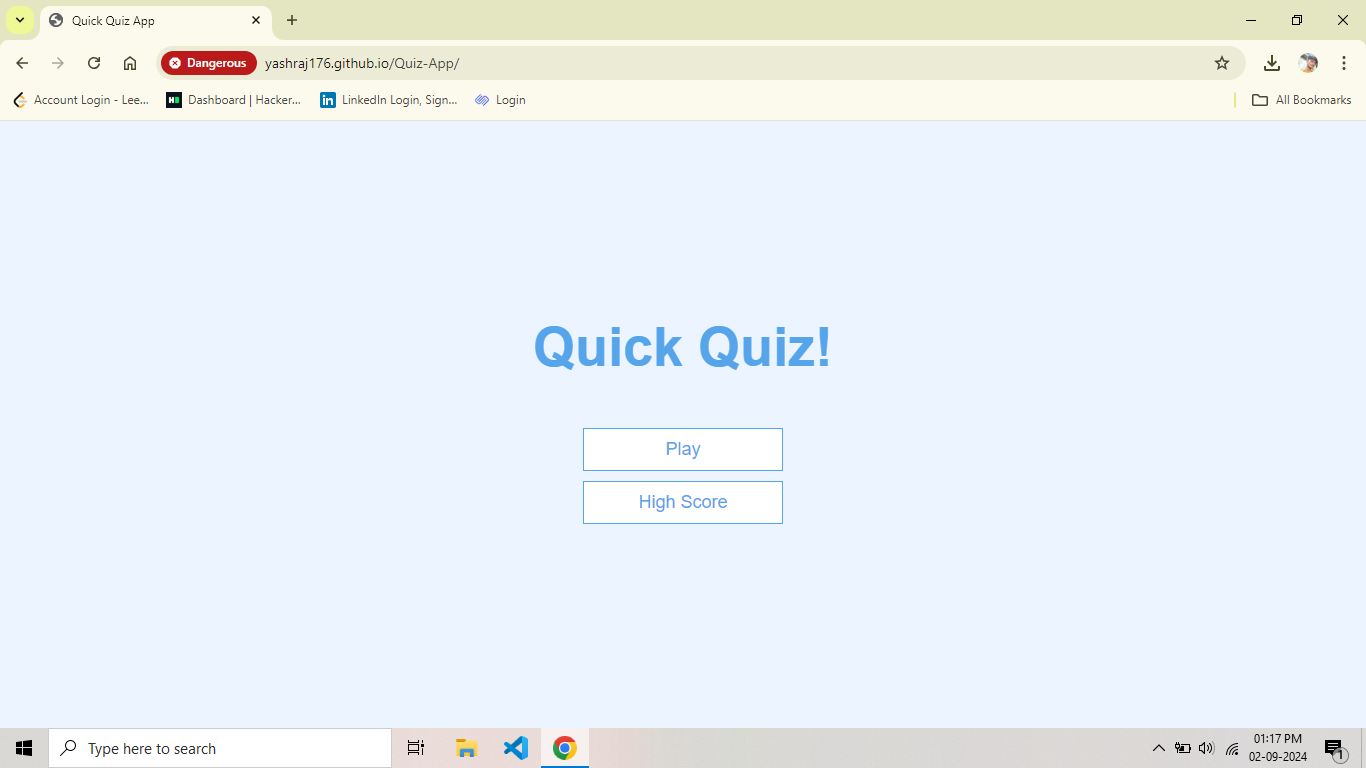 Quick Quiz App
Dangerous
yashraj176.github.io/Quiz-App/
Account Login - Lee...
Dashboard | Hacker...
LinkedIn Login, Sign...
Login
All Bookmarks
Quick Quiz!
Play
High Score
Type here to search
01:17 PM
02-09-2024
1